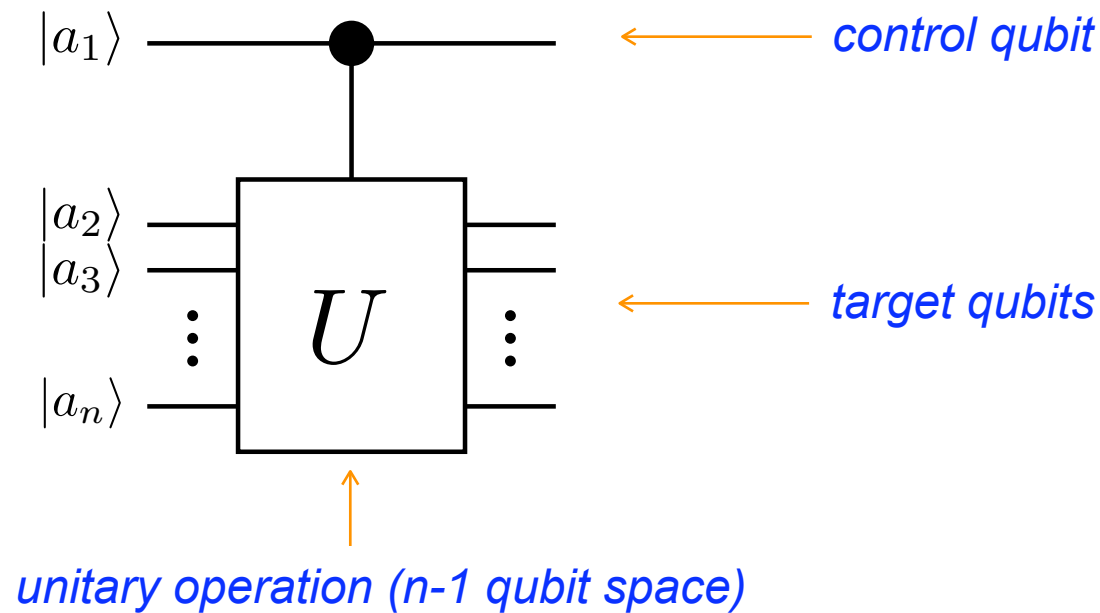 |a₁⟩ control qubit
|a₂⟩
|a₃⟩
U target qubits
|aₙ⟩
unitary operation (n-1 qubit space)